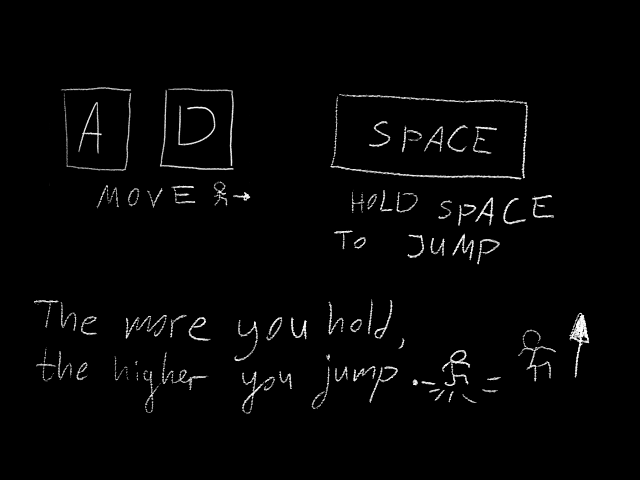 A D SPACE
MOVE
HOLD SPACE
TO JUMP
The more you hold,
the higher you jump.